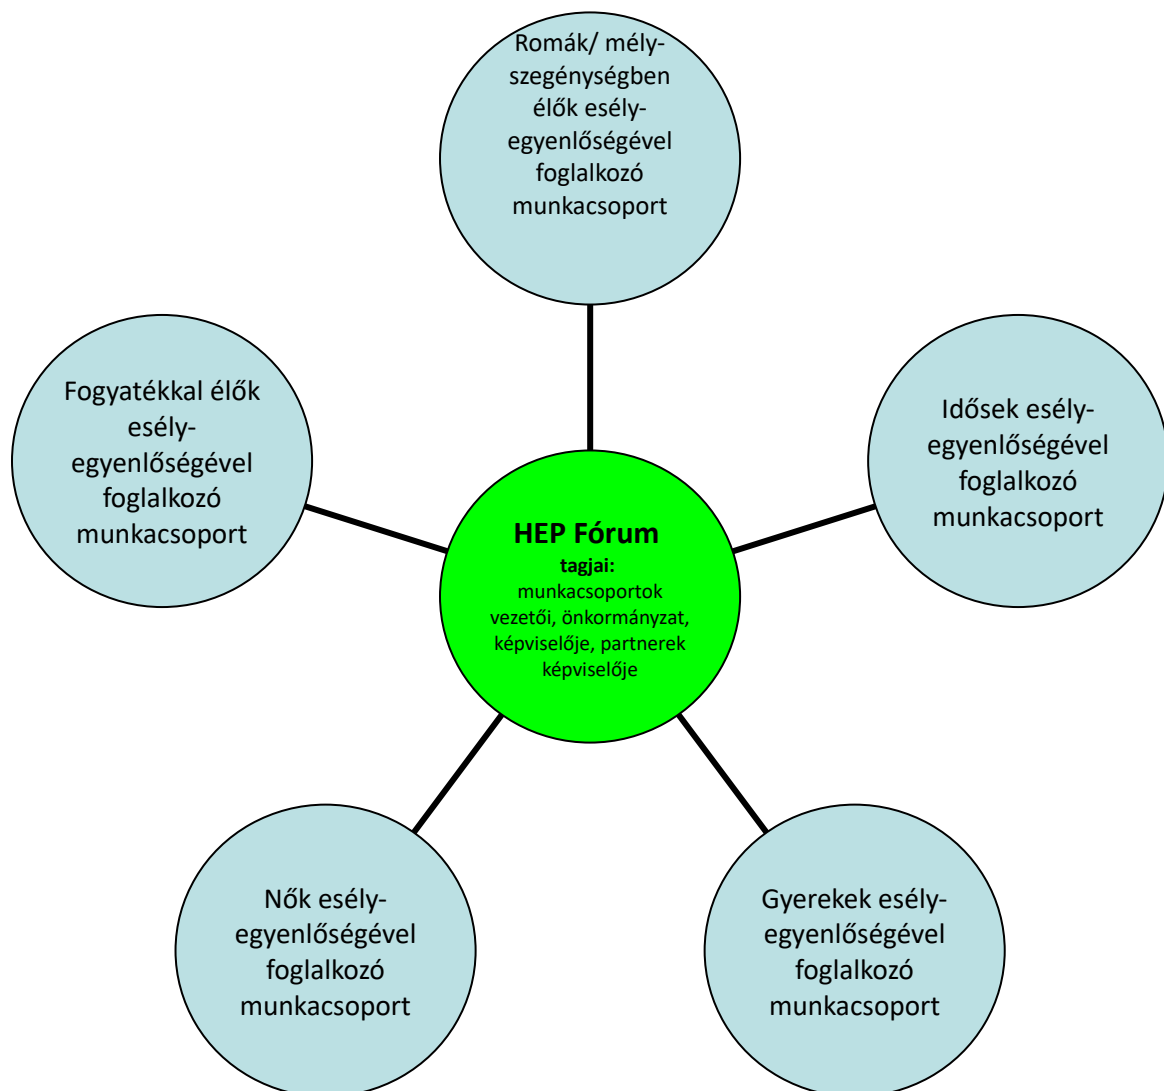 Romák/ mély-
szegénységben
élők esély-
egyenlőségével
foglalkozó
munkacsoport
Fogyatékkal élők
esély-
egyenlőségével
foglalkozó
munkacsoport
Idősek esély-
egyenlőségével
foglalkozó
munkacsoport
HEP Fórum
tagjai:
munkacsoportok
vezetői, önkormányzat,
képviselője, partnerek
képviselője
Nők esély-
egyenlőségével
foglalkozó
munkacsoport
Gyerekek esély-
egyenlőségével
foglalkozó
munkacsoport